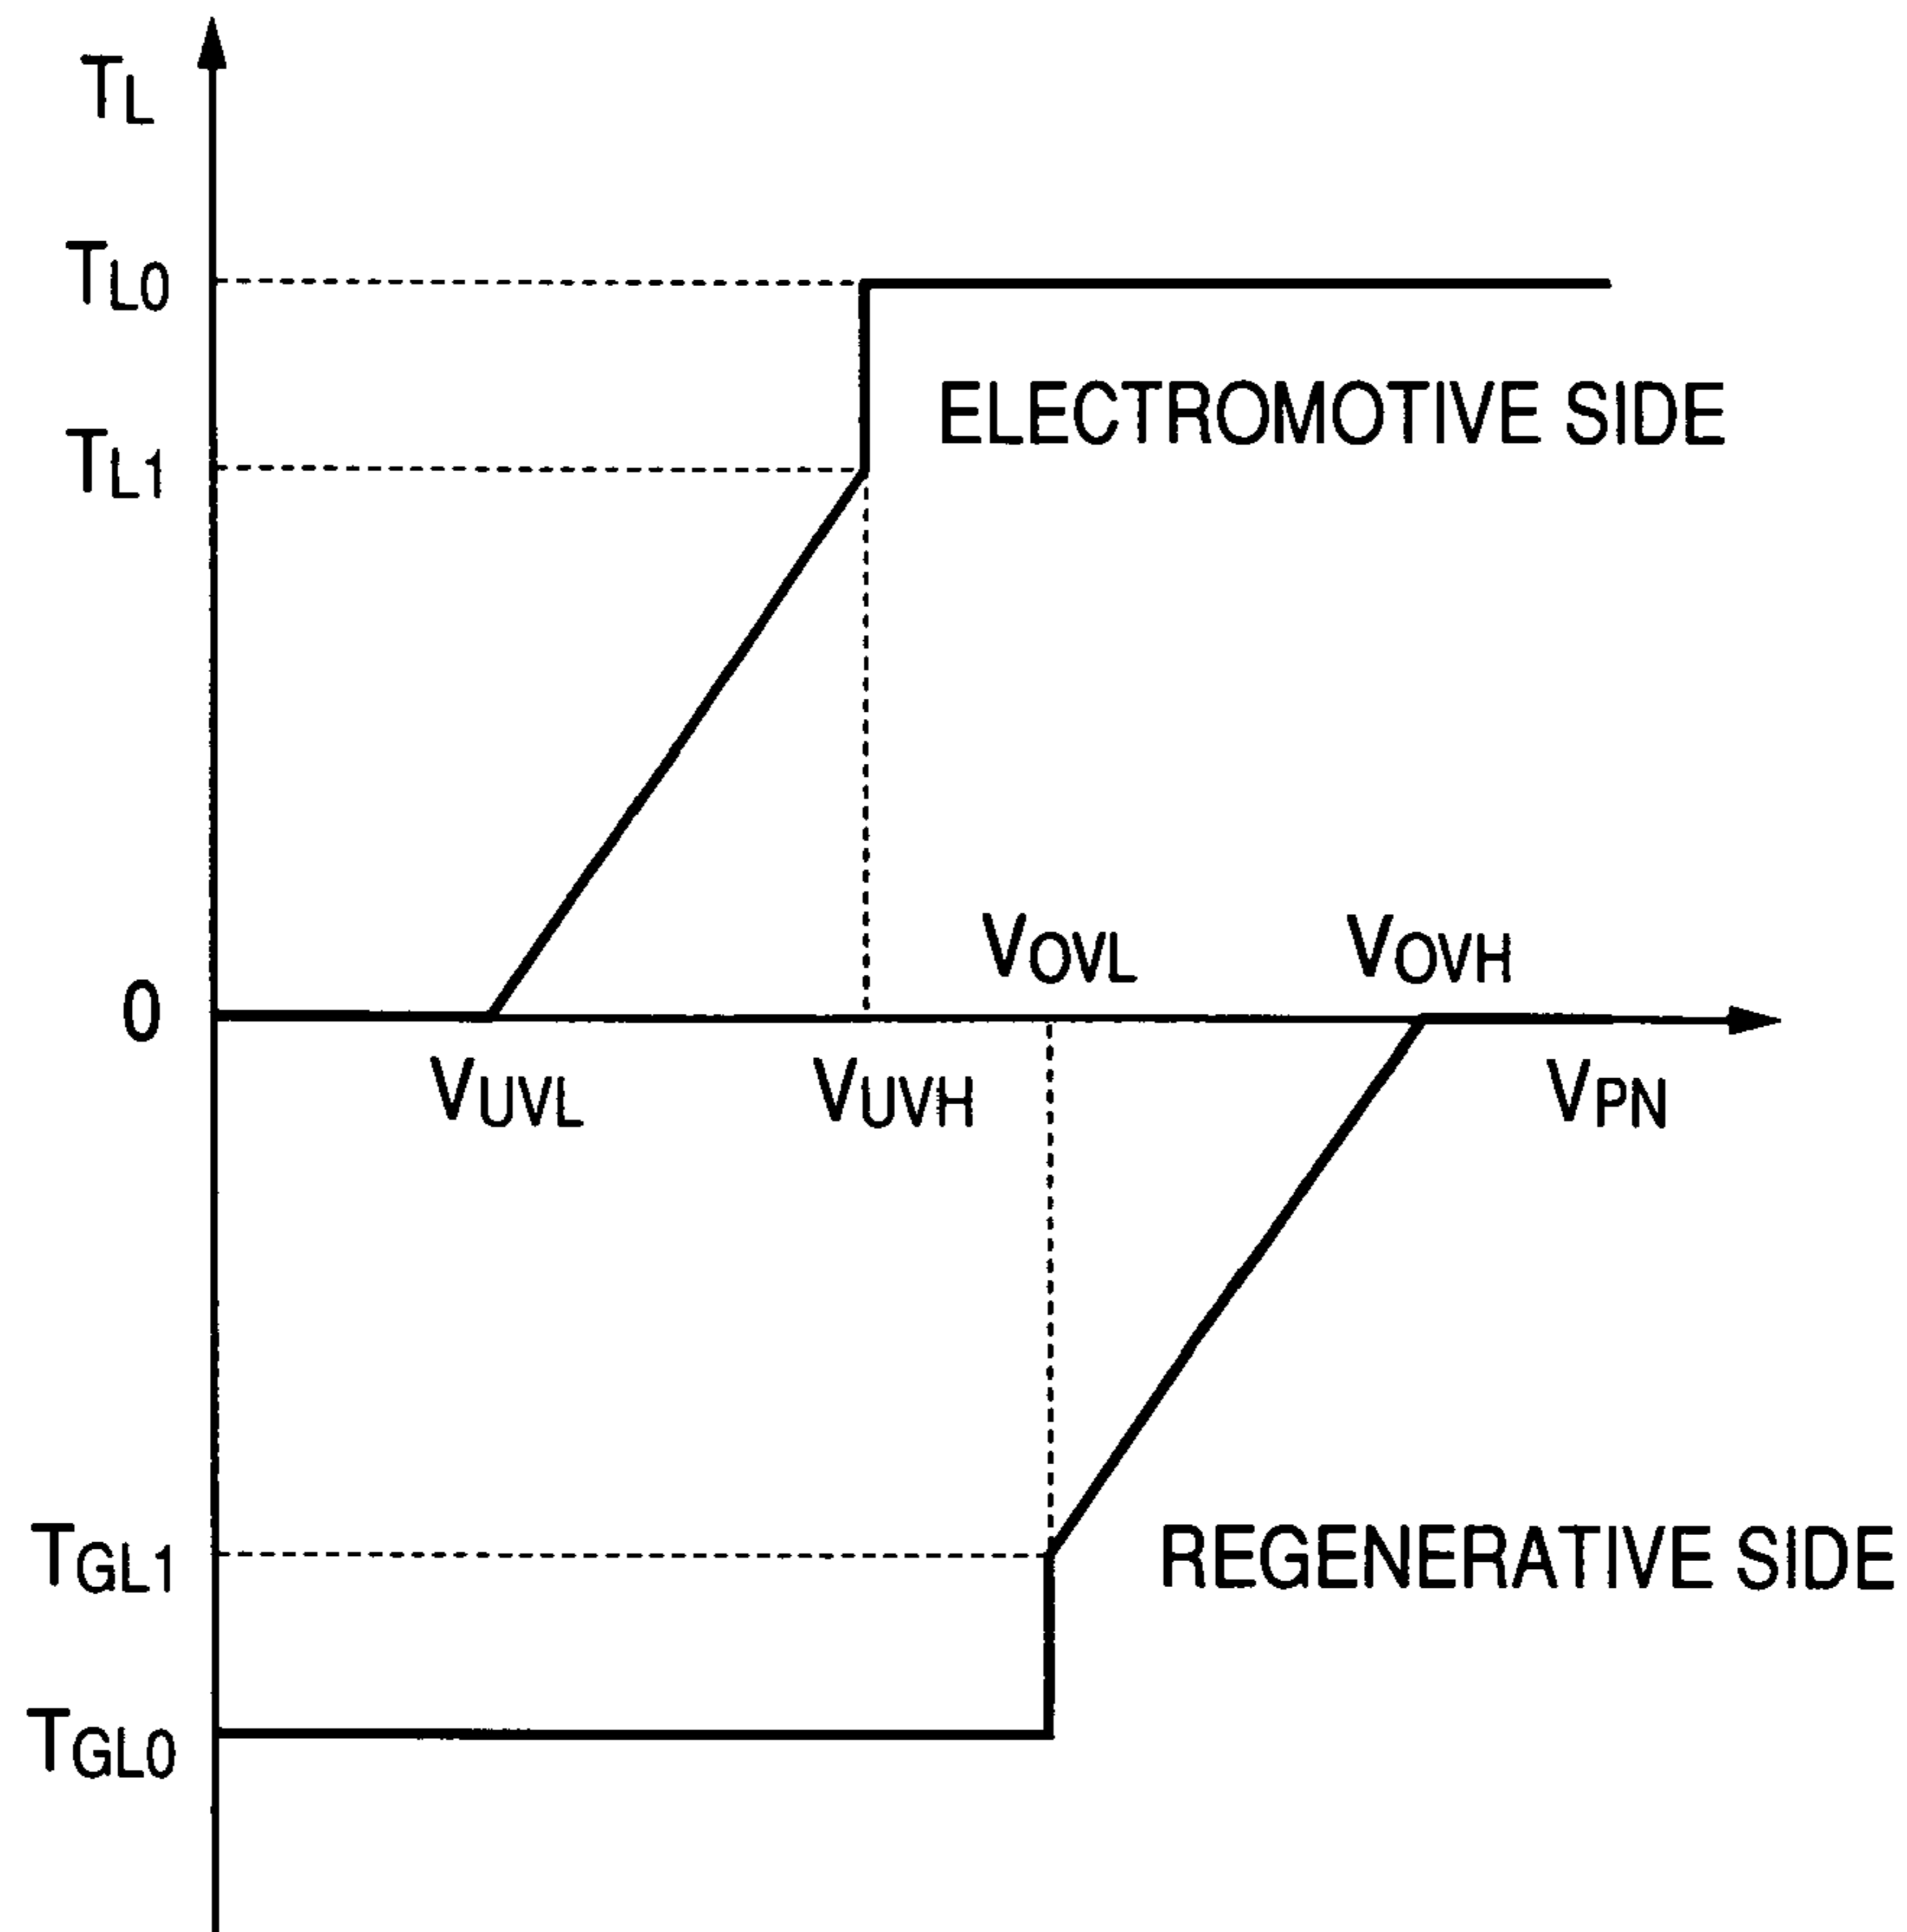 TL
TL0
ELECTROMOTIVE SIDE
TL1
VOVL
VOVH
0
VUVL
VUVH
VPN
TGL1
REGENERATIVE SIDE
TGL0